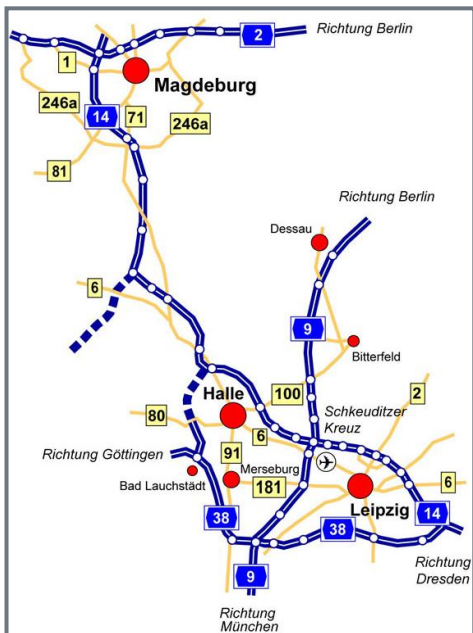 Richtung Berlin
2
1
Magdeburg
246a
14
71
246a
81
Richtung Berlin
Dessau
6
9
Bitterfeld
100
2
Halle
80
Schkeuditzer
Kreuz
6
91
Richtung Göttingen
Merseburg
181
6
Bad Lauchstädt
Leipzig
38
38
14
Richtung
Dresden
9
Richtung
München